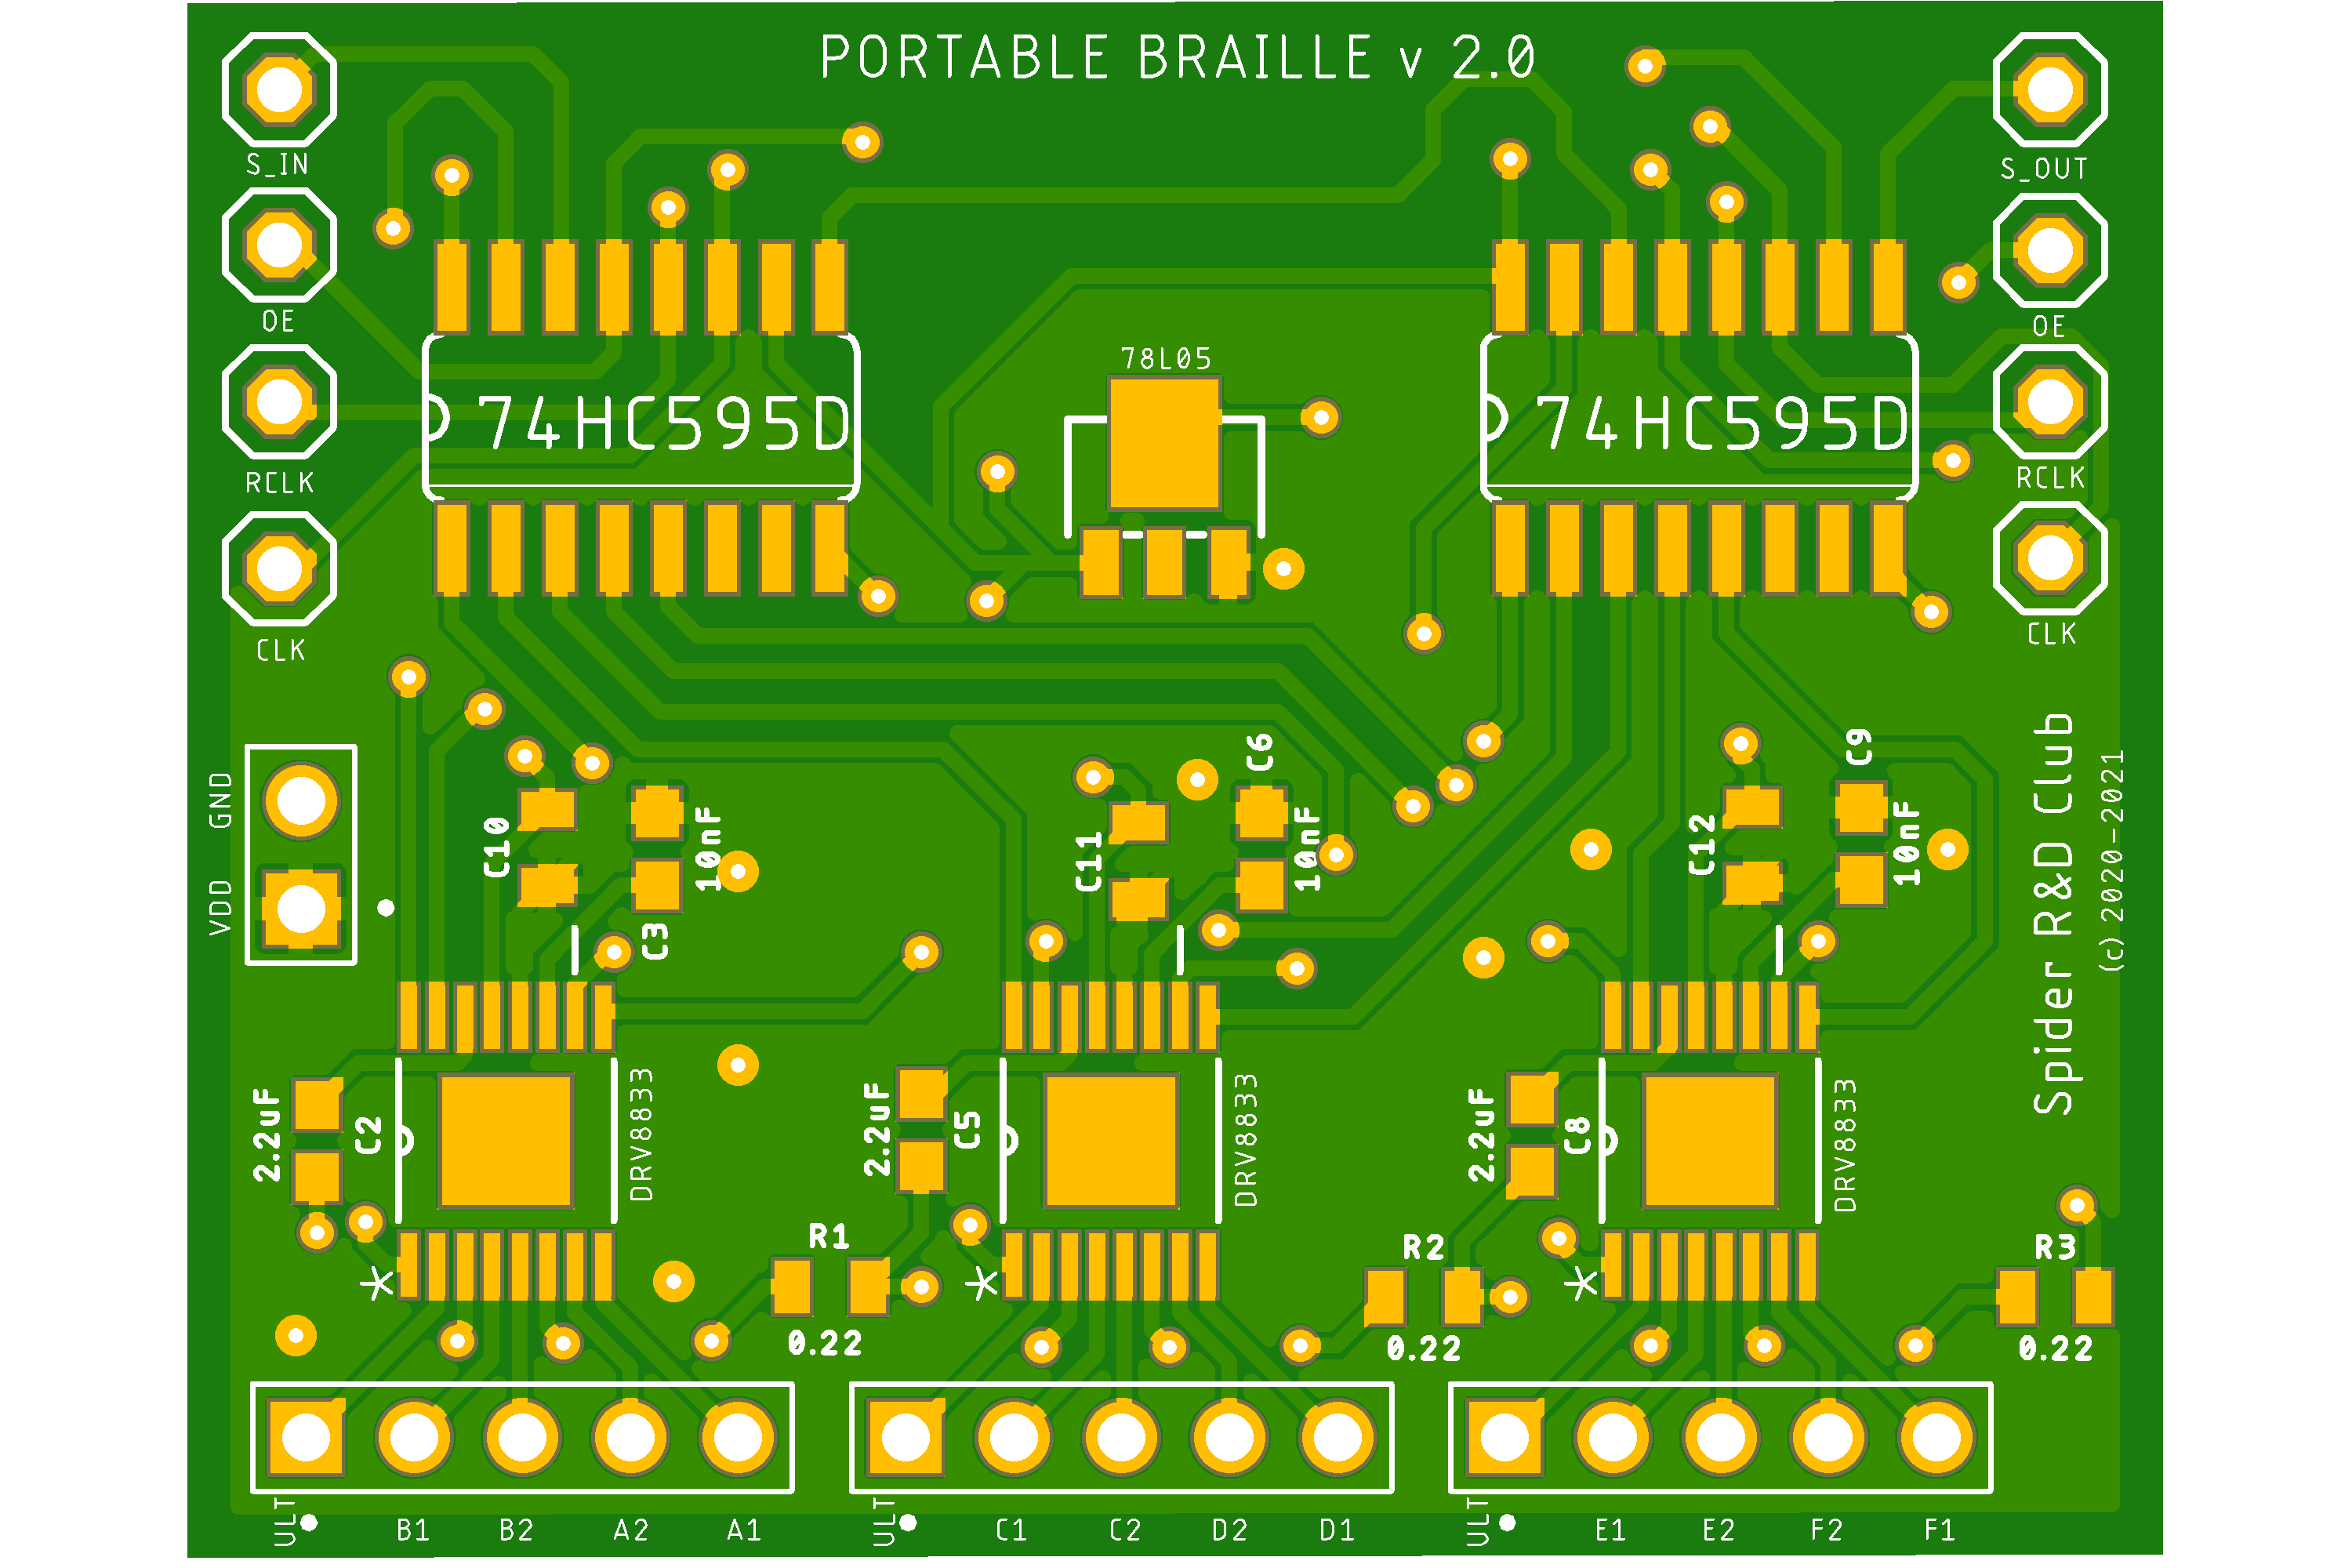 PORTABLE BRAILLE v 2.0
S_IN
S_OUT
OE
OE
78L05
74HC595D
74HC595D
RCLK
RCLK
CLK
CLK
GND
VDD
C10
10nF
C3
C11
C6
10nF
C12
C9
10nF
Spider R&D Club
(c) 2020-2021
2.2uF
C2
DRV8833
2.2uF
C5
DRV8833
2.2uF
C8
DRV8833
R1
0.22
R2
0.22
R3
0.22
ULT
B1
B2
A2
A1
ULT
C1
C2
D2
D1
ULT
E1
E2
F2
F1